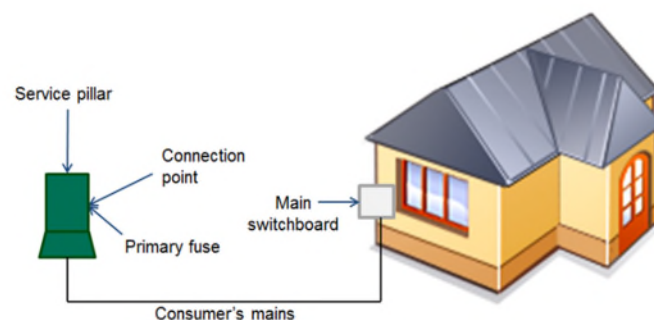 Service pillar
Connection
point
Main
switchboard
Primary fuse
Consumer's mains